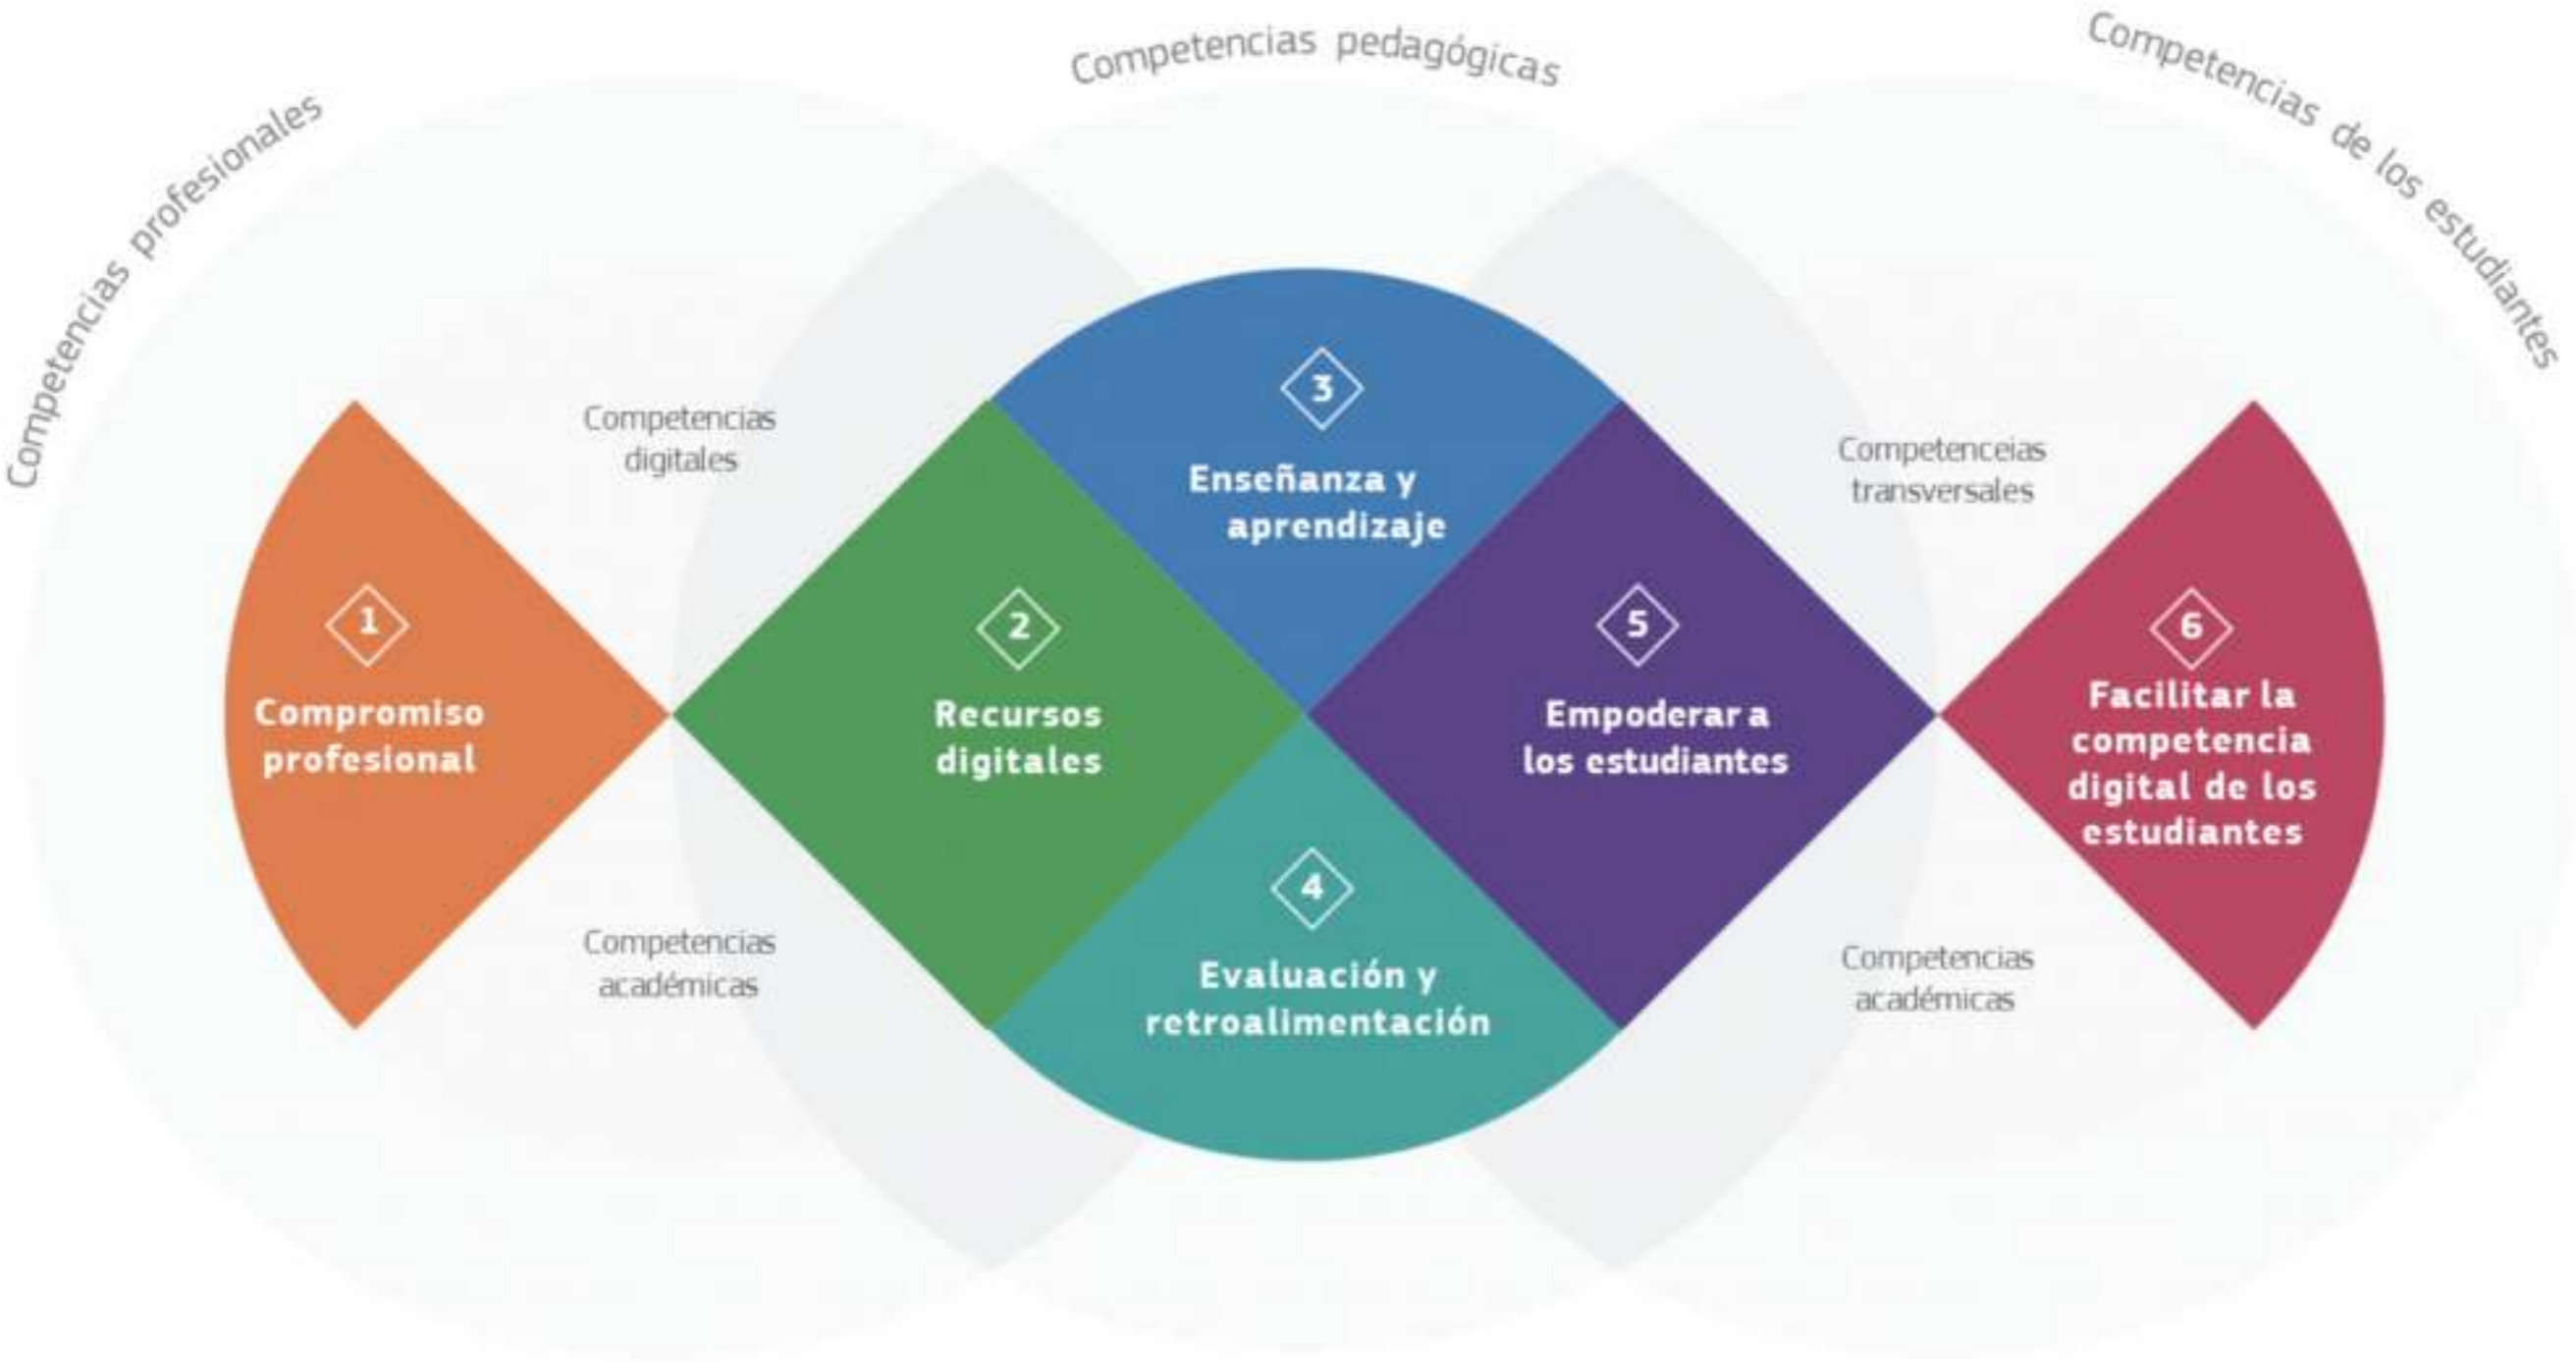 Competencias profesionales
Competencias pedagógicas
Competencias de los estudiantes
Competencias
digitales
Competencias
académicas
1
Compromiso
profesional
2
Recursos
digitales
3
Enseñanza y
aprendizaje
4
Evaluación y
retroalimentación
5
Empoderar a
los estudiantes
Competenceias
transversales
Competencias
académicas
6
Facilitar la
competencia
digital de los
estudiantes